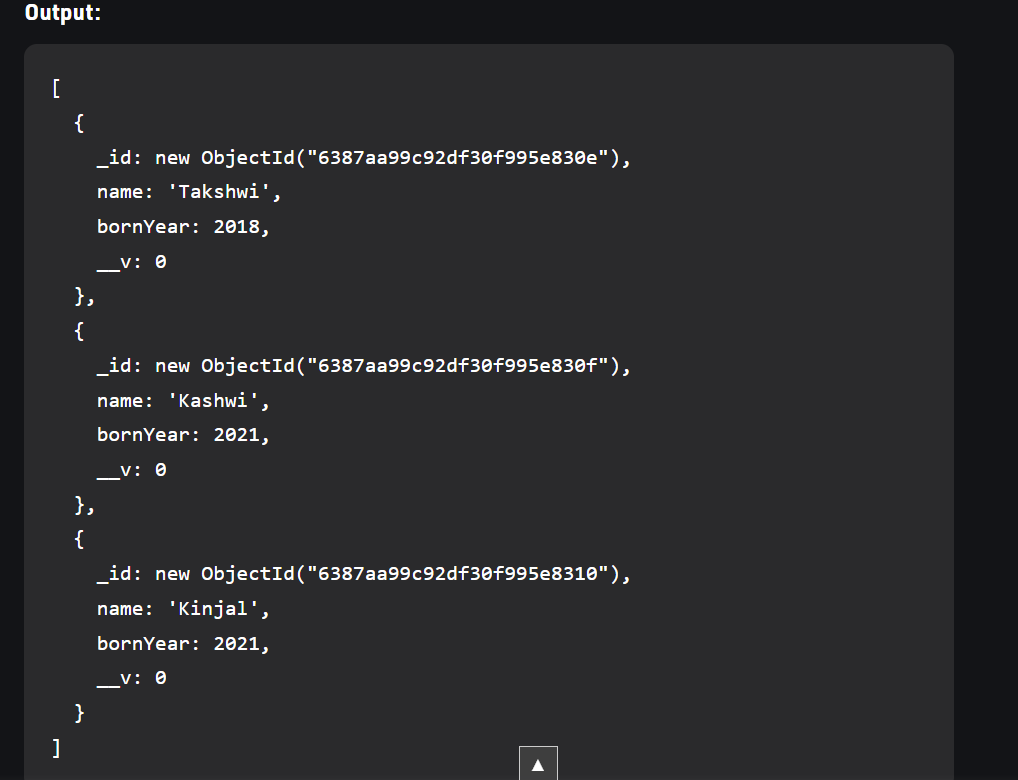 Output:
[
  {
    _id: new ObjectId("6387aa99c92df30f995e830e"),
    name: 'Takshwi',
    bornYear: 2018,
    __v: 0
  },
  {
    _id: new ObjectId("6387aa99c92df30f995e830f"),
    name: 'Kashwi',
    bornYear: 2021,
    __v: 0
  },
  {
    _id: new ObjectId("6387aa99c92df30f995e8310"),
    name: 'Kinjal',
    bornYear: 2021,
    __v: 0
  }
]